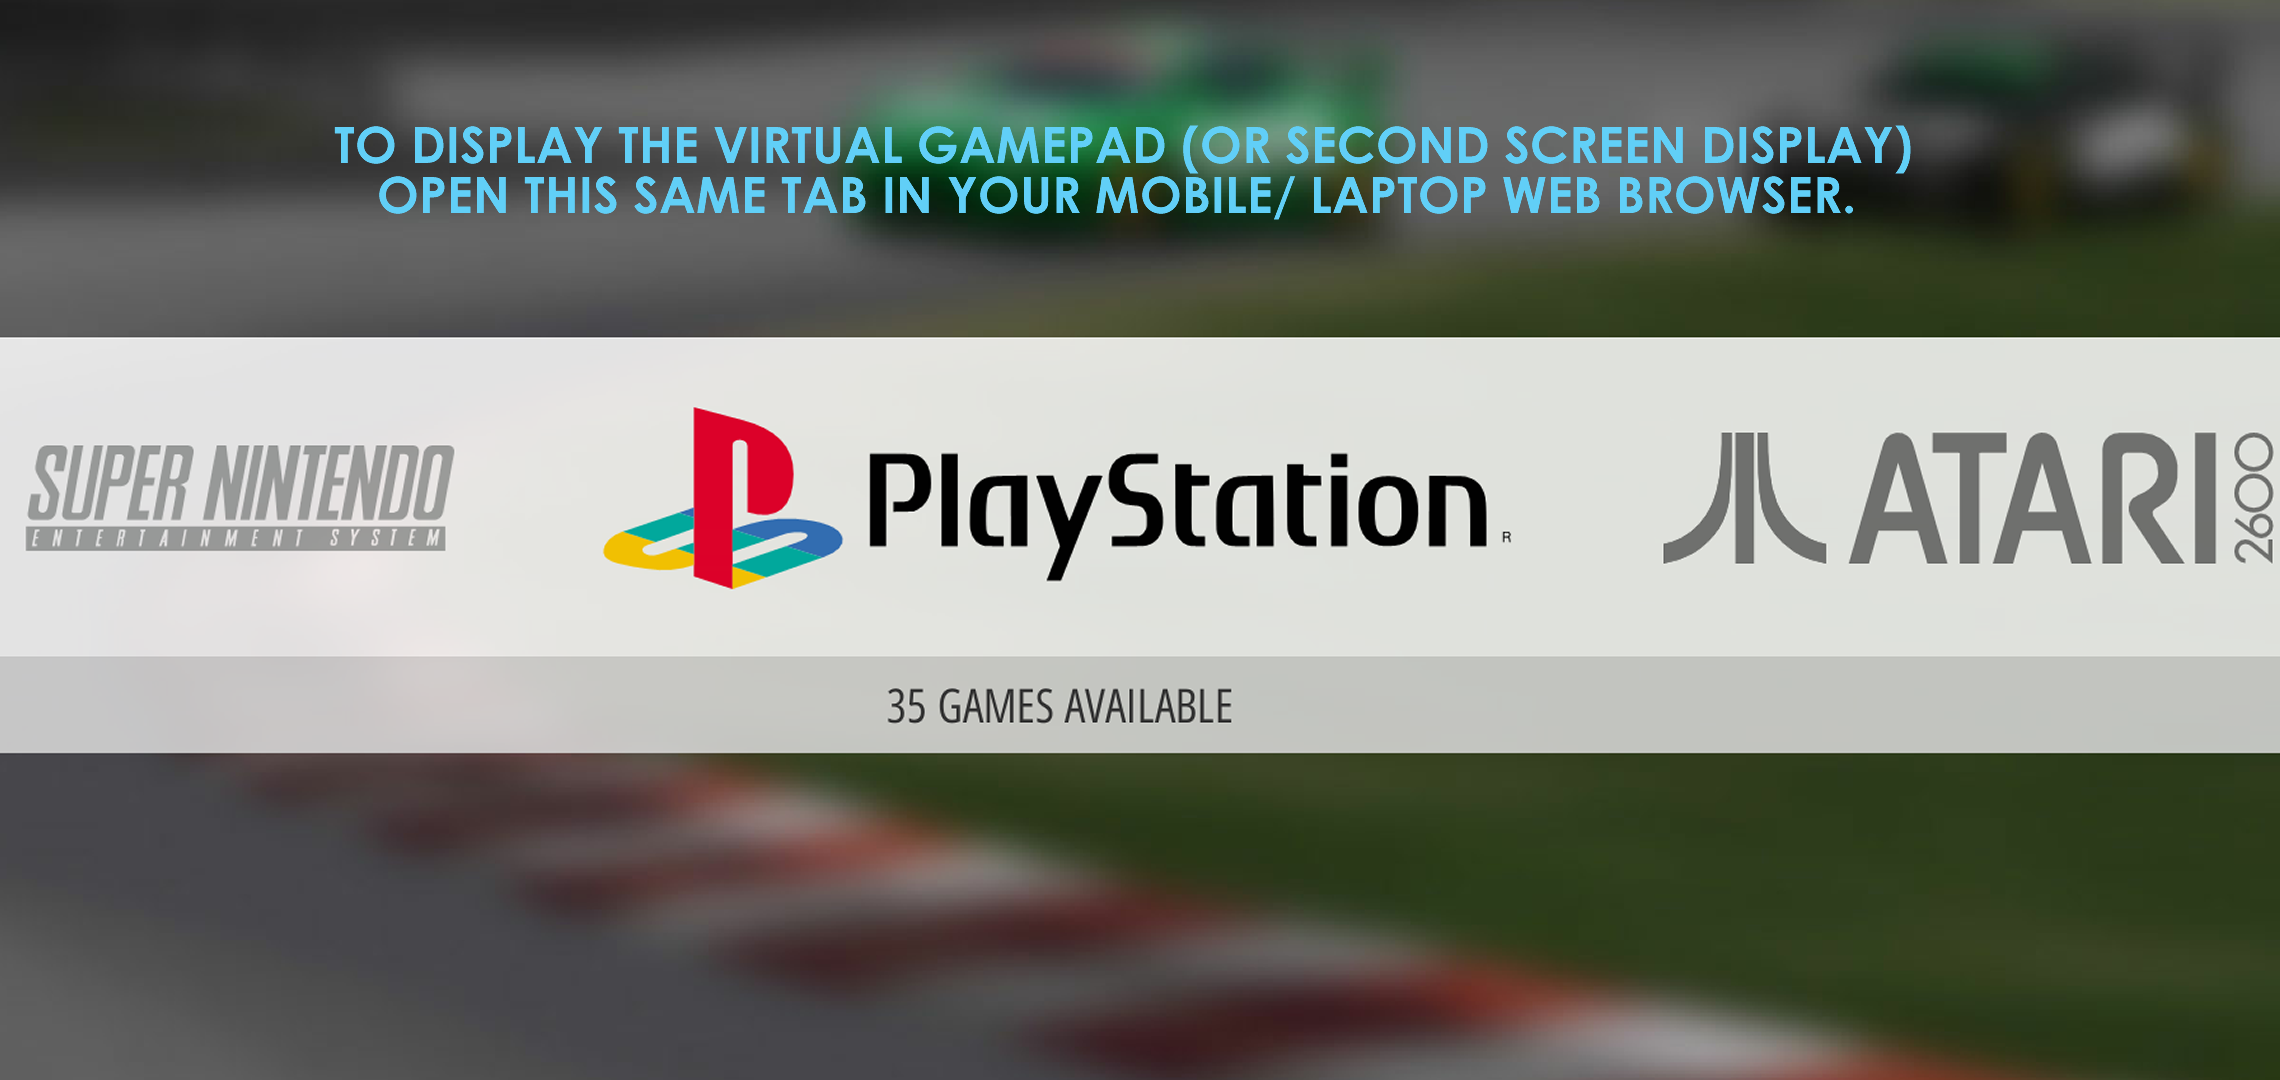 TO DISPLAY THE VIRTUAL GAMEPAD (OR SECOND SCREEN DISPLAY)
OPEN THIS SAME TAB IN YOUR MOBILE/ LAPTOP WEB BROWSER.
SUPER NINTENDO
ENTERTAINMENT SYSTEM
PlayStation R
ATARI 2600
35 GAMES AVAILABLE